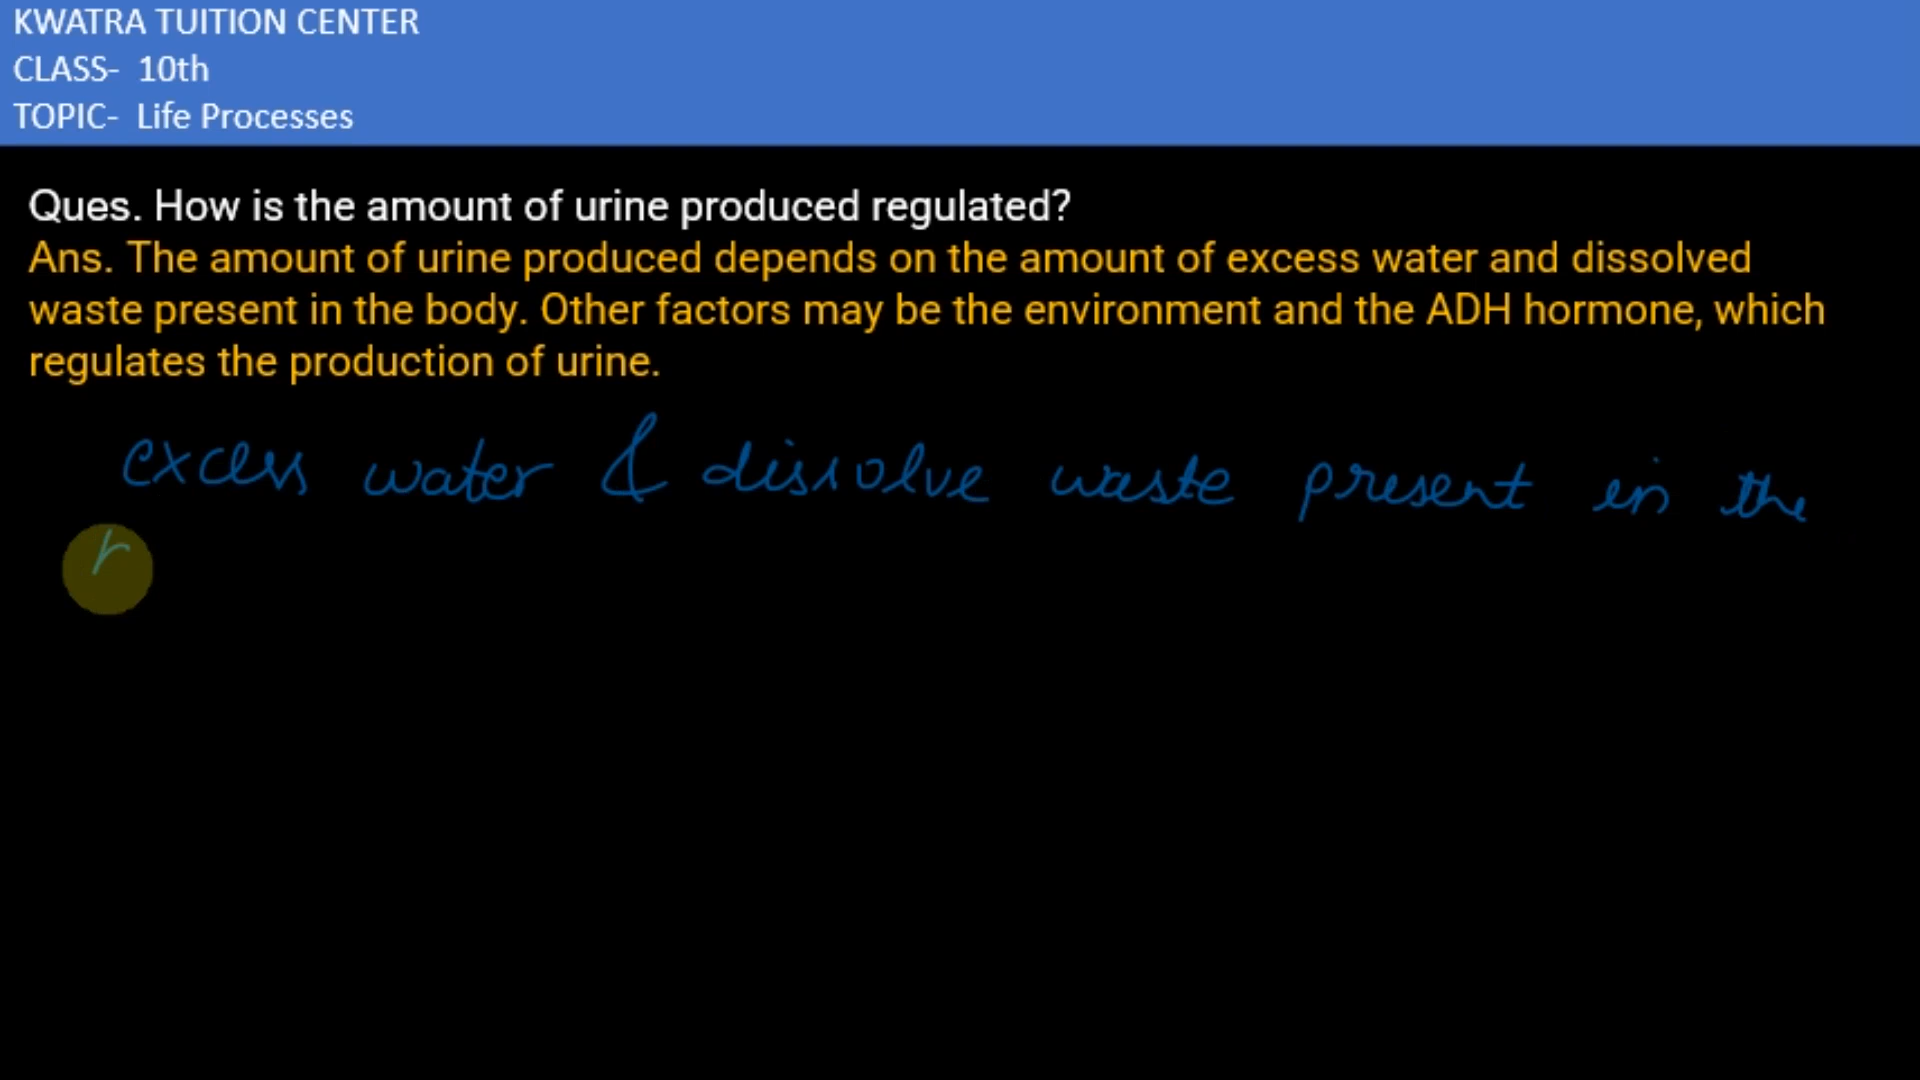 KWATRA TUITION CENTER
CLASS- 10th
TOPIC- Life Processes
Ques. How is the amount of urine produced regulated?
Ans. The amount of urine produced depends on the amount of excess water and dissolved
waste present in the body. Other factors may be the environment and the ADH hormone, which
regulates the production of urine.
excess water & dissolve waste present in the